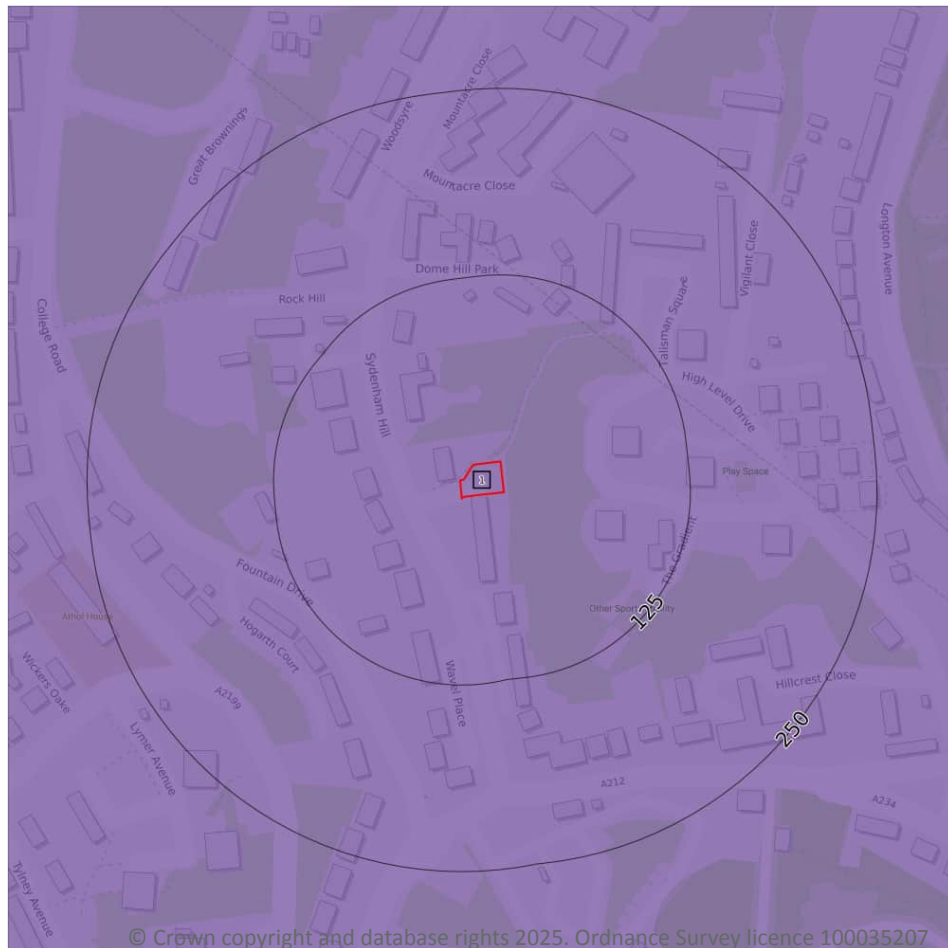 Great Brownings
Woodsyre
Mountacre Close
Mountacre Close
Longton Avenue
Vigilant Close
Dome Hill Park
Rock Hill
College Road
Talisman Square
Sydenham Hill
High Level Drive
Play Space
1
The Gradient
Fountain Drive
125
Athol House
Hogarth Court
Wickers Oake
Wavel Place
Hillcrest Close
A2199
250
Lymer Avenue
A212
A234
Tylney Avenue
© Crown copyright and database rights 2025. Ordnance Survey licence 100035207